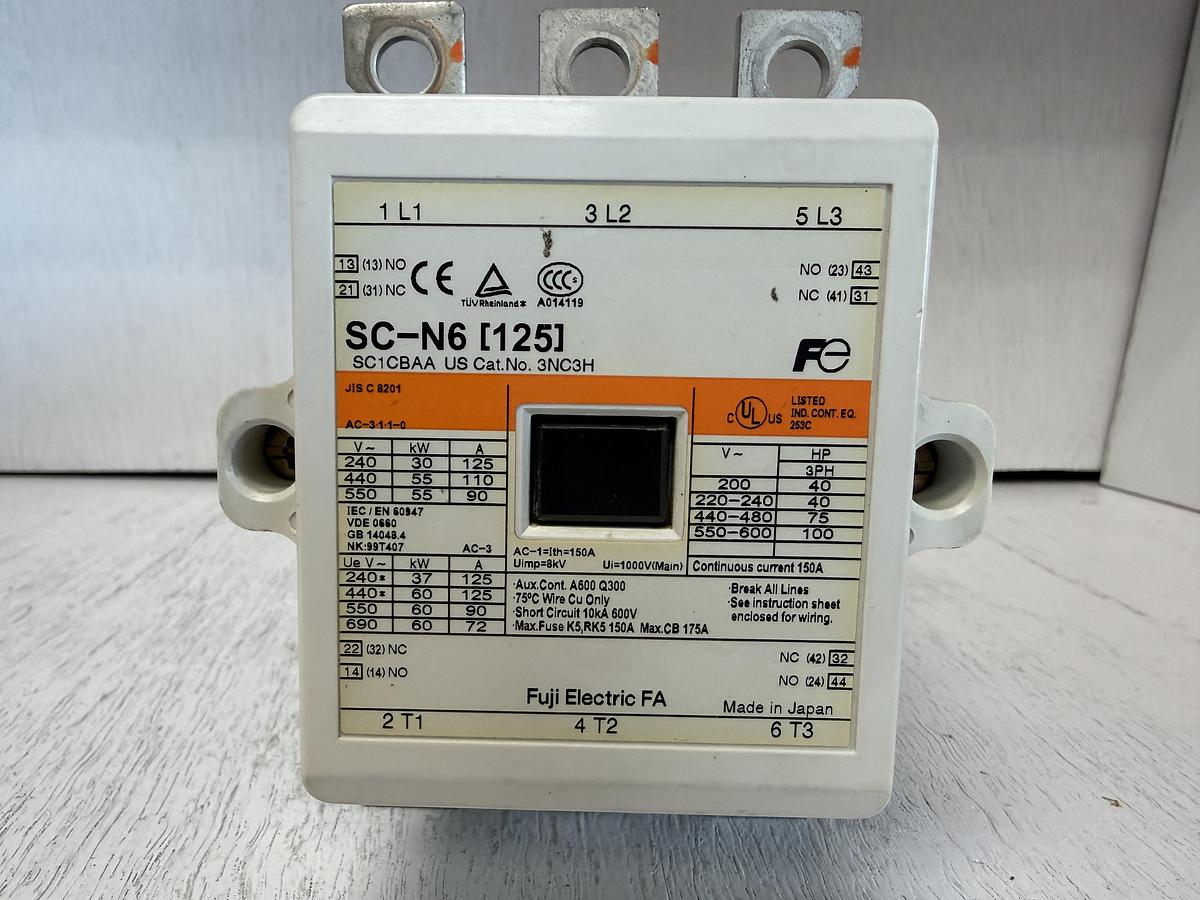 1 L1 3 L2 5 L3
13 (13) NO
21 (31) NC
CE
TÜVRheinland
CCC S
A014119
NO (23) 43
NC (41) 31
SC-N6 [125]
SC1CBAA US Cat.No. 3NC3H
Fe
JIS C 8201
AC-3·1·1-0
V~ kW A
240 30 125
440 55 110
550 55 90
IEC / EN 60947
VDE 0660
GB 14048.4
NK:99T407 AC-3
Ue V~ kW A
240* 37 125
440* 60 125
550 60 90
690 60 72
C UL US
LISTED
IND. CONT. EQ.
253C
V~ HP
3PH
200 40
220-240 40
440-480 75
550-600 100
AC-1=Ith=150A
Uimp=8kV Ui=1000V(Main)
Continuous current 150A
·Aux.Cont. A600 Q300
·75°C Wire Cu Only
·Short Circuit 10kA 600V
·Max.Fuse K5,RK5 150A Max.CB 175A
·Break All Lines
·See instruction sheet
enclosed for wiring.
22 (32) NC
14 (14) NO
NC (42) 32
NO (24) 44
Fuji Electric FA
Made in Japan
2 T1 4 T2 6 T3